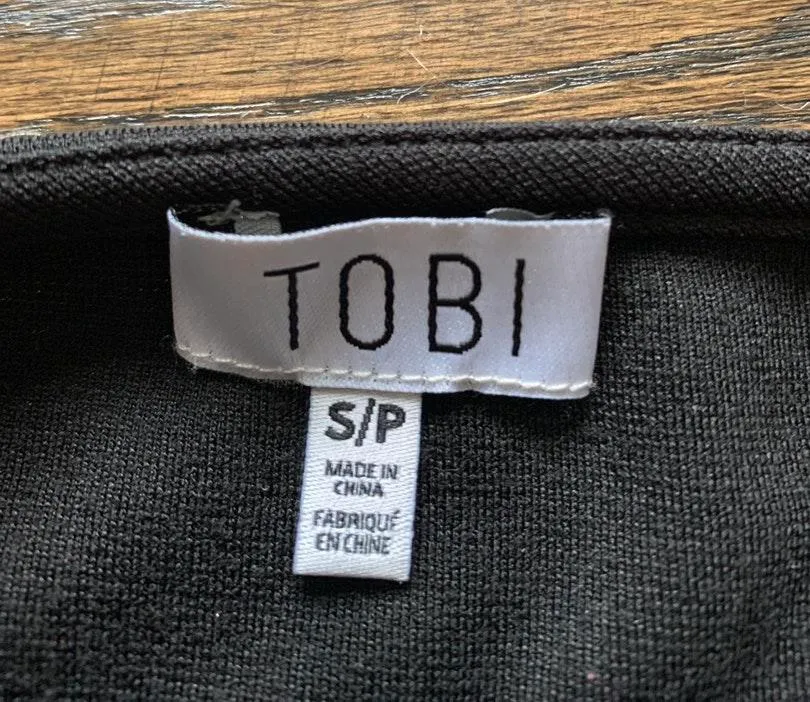 TOBI
S/P
MADE IN
CHINA
FABRIQUÉ
EN CHINE